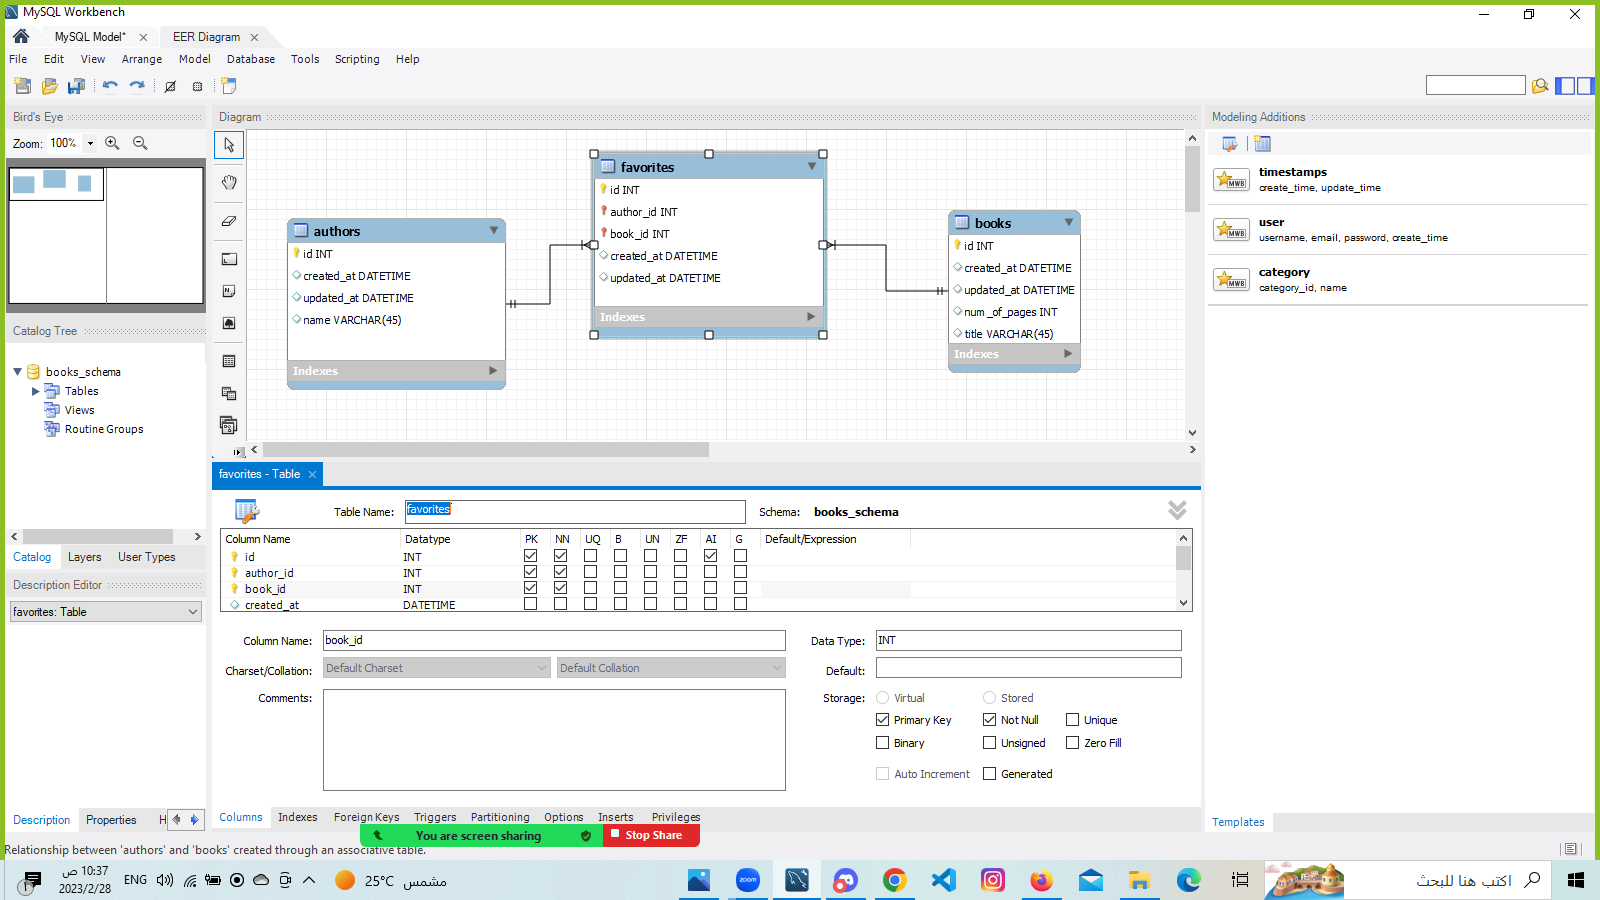 MySQL Workbench
MySQL Model* ×
EER Diagram ×
File Edit View Arrange Model Database Tools Scripting Help
Bird's Eye
Zoom: 100%
Diagram
Modeling Additions
timestamps
create_time, update_time
user
username, email, password, create_time
category
category_id, name
favorites
id INT
author_id INT
book_id INT
created_at DATETIME
updated_at DATETIME
Indexes
authors
id INT
created_at DATETIME
updated_at DATETIME
name VARCHAR(45)
Indexes
books
id INT
created_at DATETIME
updated_at DATETIME
num _of_pages INT
title VARCHAR(45)
Indexes
Catalog Tree
books_schema
Tables
Views
Routine Groups
Catalog Layers User Types
Description Editor
favorites: Table
Description Properties H
favorites - Table ×
Table Name: favorites Schema: books_schema
Column Name Datatype PK NN UQ B UN ZF AI G Default/Expression
id INT
author_id INT
book_id INT
created_at DATETIME
Column Name: book_id Data Type: INT
Charset/Collation: Default Charset Default Collation Default:
Comments: Storage: Virtual Stored
Primary Key Not Null Unique
Binary Unsigned Zero Fill
Auto Increment Generated
Columns Indexes Foreign Keys Triggers Partitioning Options Inserts Privileges
Templates
You are screen sharing Stop Share
Relationship between 'authors' and 'books' created through an associative table.
1
10:37 ص
2023/2/28
ENG
25°C مشمس
zoom
اكتب هنا للبحث